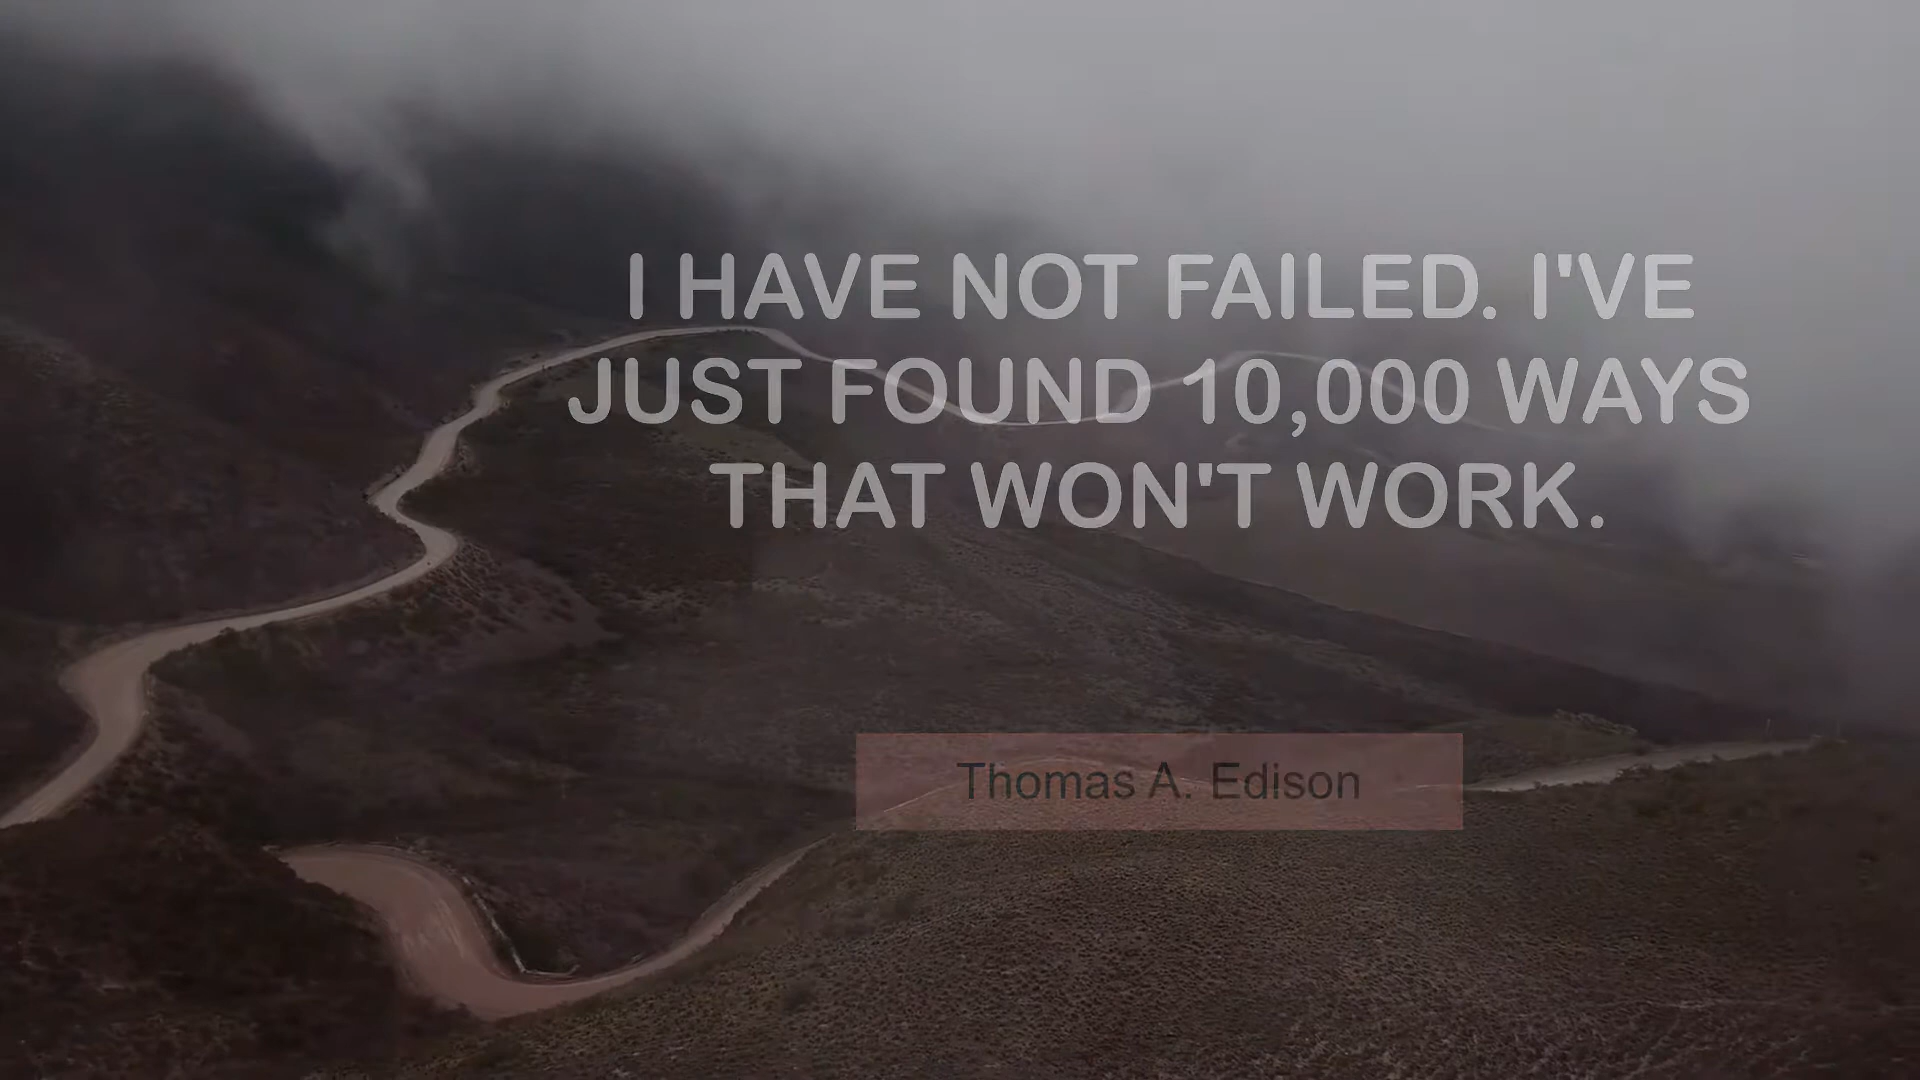 I HAVE NOT FAILED. I'VE
JUST FOUND 10,000 WAYS
THAT WON'T WORK.
Thomas A. Edison